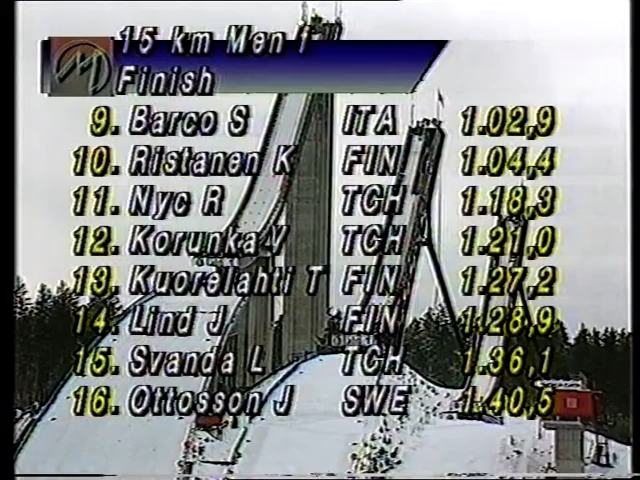 15 km Men f
Finish
9. Barco S ITA 1.02,9
10. Ristanen K FIN 1.04,4
11. Nyc R TCH 1.18,3
12. Korunka V TCH 1.21,0
13. Kuorelahti T FIN 1.27,2
14. Lind J FIN 1.28,9
15. Svanda L TCH 1.36,1
16. Ottosson J SWE 1.40,5